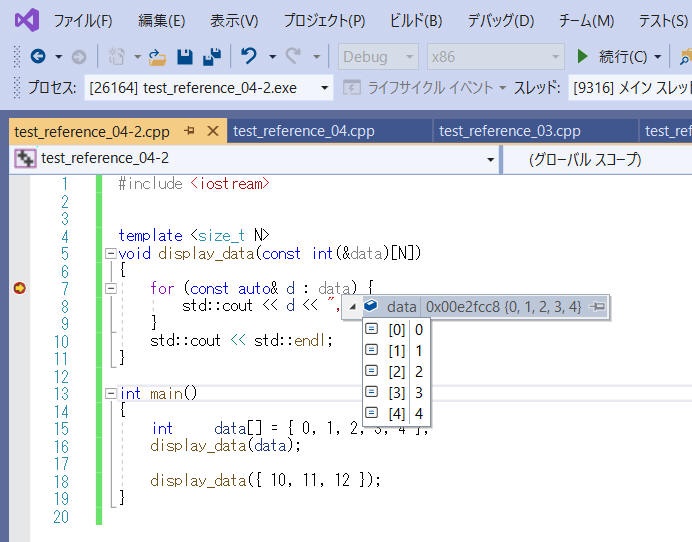 ファイル(F) 編集(E) 表示(V) プロジェクト(P) ビルド(B) デバッグ(D) チーム(M) テスト(S)
Debug x86 続行(C)
プロセス: [26164] test_reference_04-2.exe ライフサイクル イベント スレッド: [9316] メイン スレッ
test_reference_04-2.cpp test_reference_04.cpp test_reference_03.cpp test_ref
test_reference_04-2 (グローバル スコープ)
1 #include <iostream>
2
3
4 template <size_t N>
5 void display_data(const int(&data)[N])
6 {
7 for (const auto& d : data) {
8 std::cout << d << ",
data 0x00e2fcc8 {0, 1, 2, 3, 4}
[0] 0
[1] 1
[2] 2
[3] 3
[4] 4
9 }
10 std::cout << std::endl;
11 }
12
13 int main()
14 {
15 int data[] = { 0, 1, 2, 3, 4 };
16 display_data(data);
17
18 display_data({ 10, 11, 12 });
19 }
20